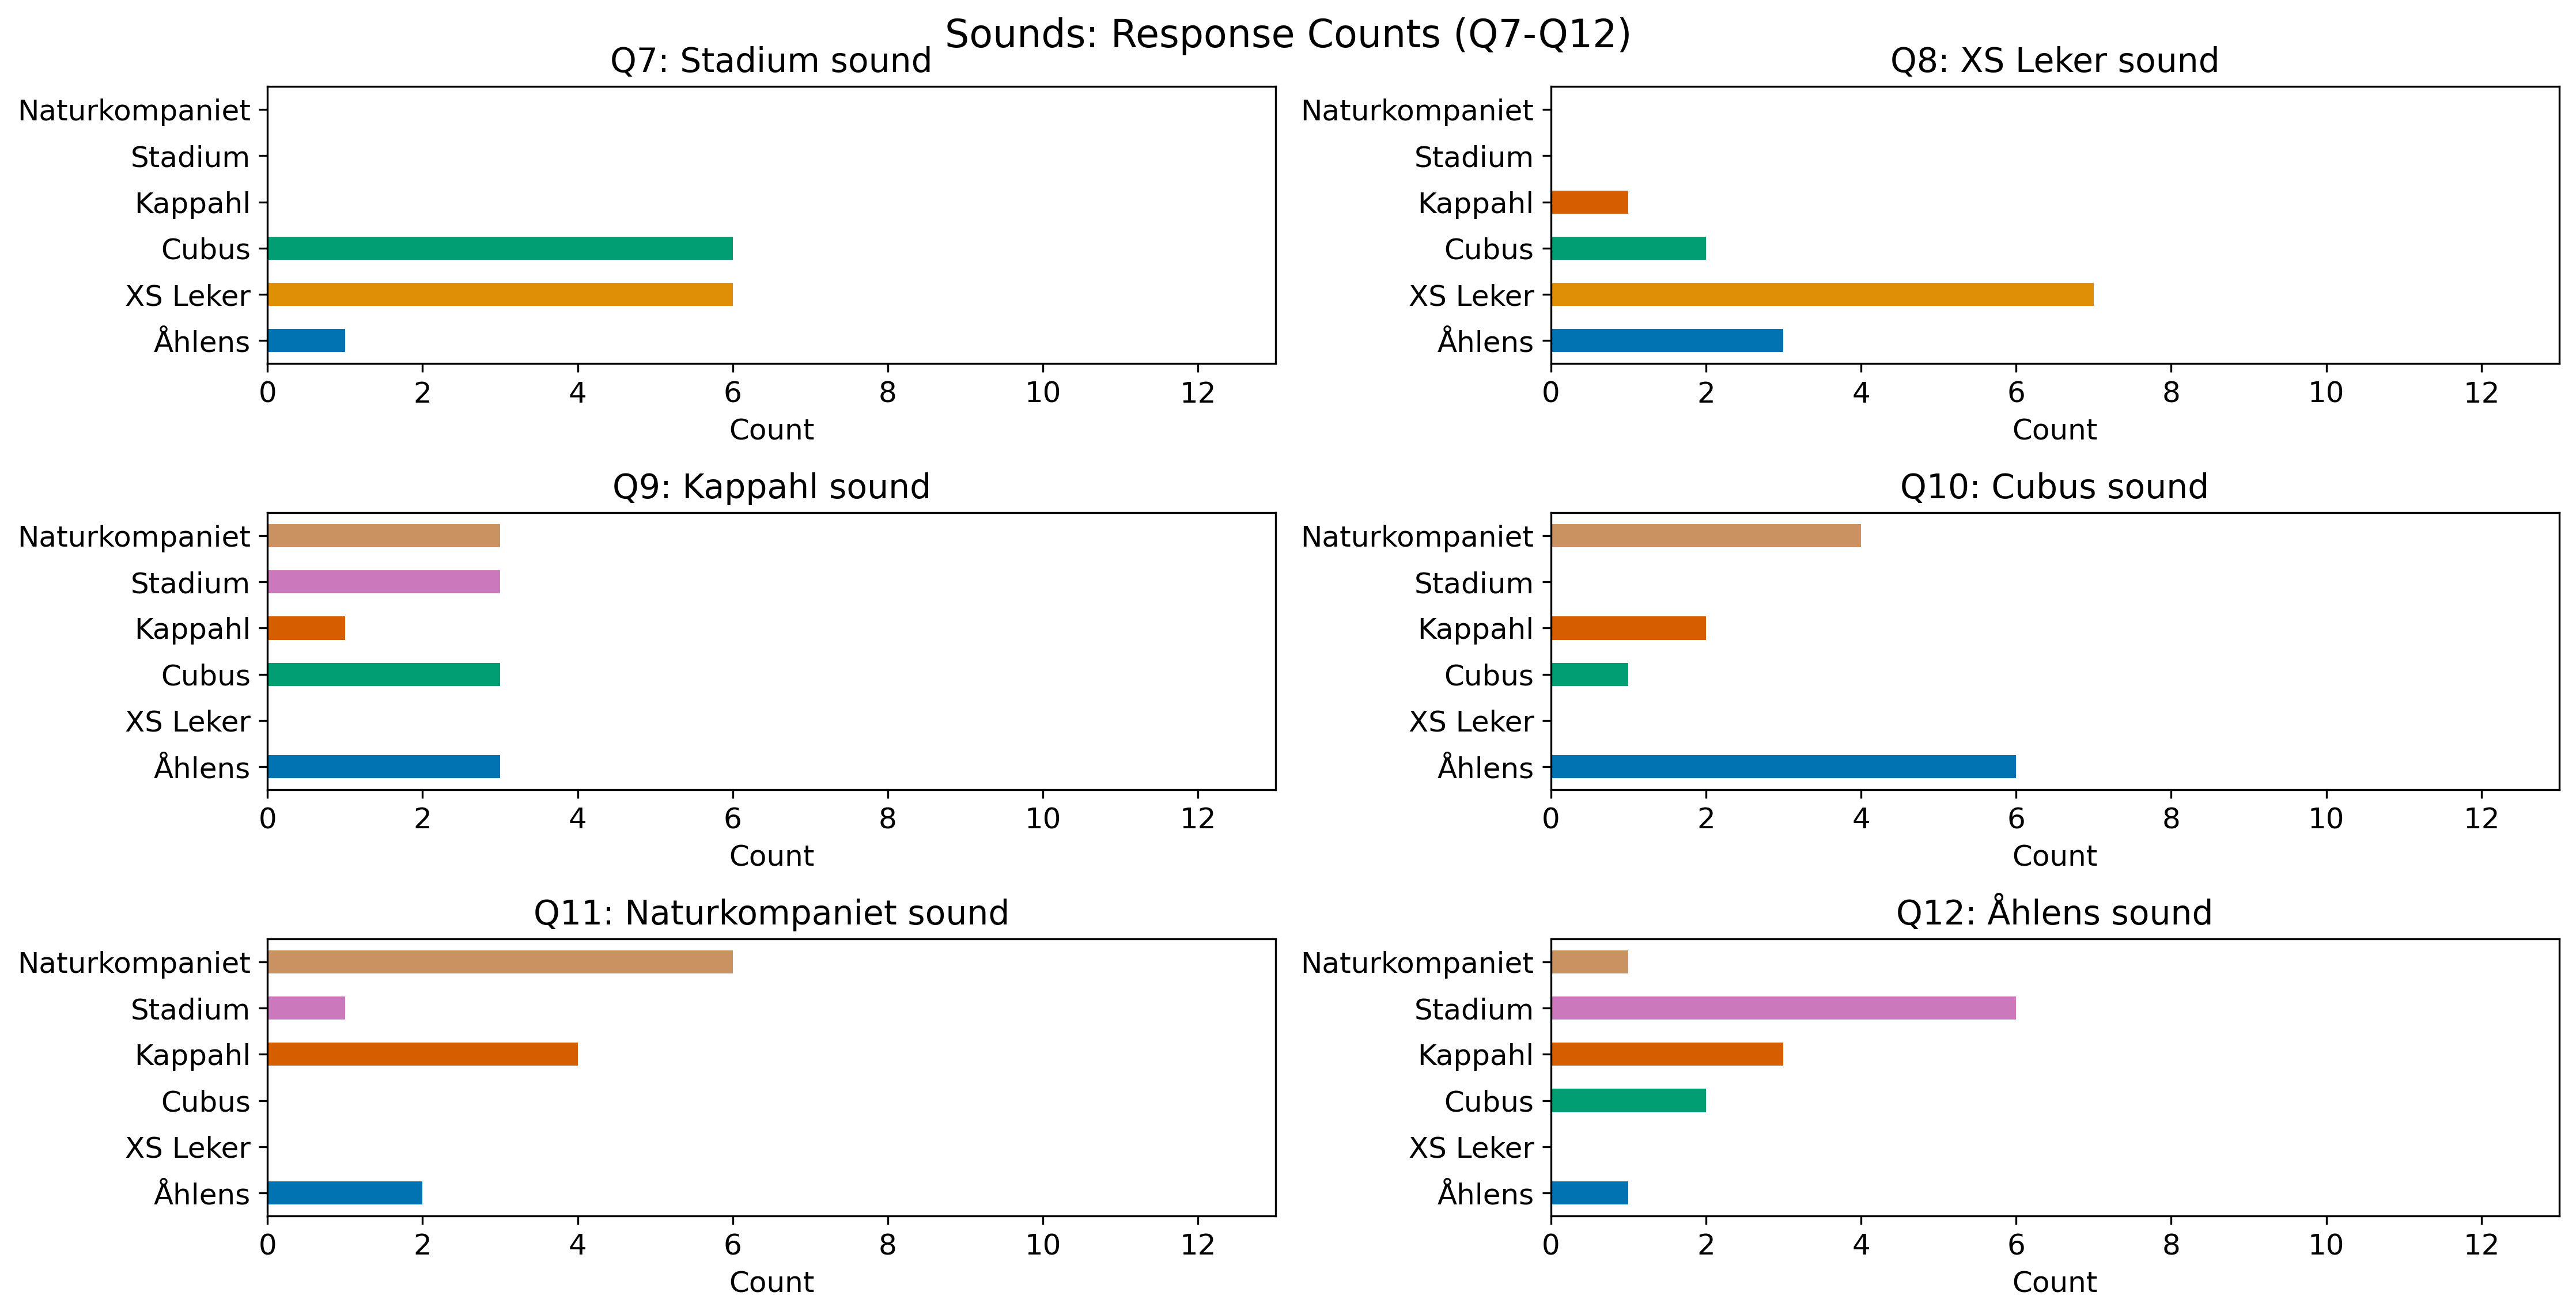 Sounds: Response Counts (Q7-Q12)
Q7: Stadium sound
Naturkompaniet
Stadium
Kappahl
Cubus
XS Leker
Åhlens
0 2 4 6 8 10 12
Count
Q8: XS Leker sound
Naturkompaniet
Stadium
Kappahl
Cubus
XS Leker
Åhlens
0 2 4 6 8 10 12
Count
Q9: Kappahl sound
Naturkompaniet
Stadium
Kappahl
Cubus
XS Leker
Åhlens
0 2 4 6 8 10 12
Count
Q10: Cubus sound
Naturkompaniet
Stadium
Kappahl
Cubus
XS Leker
Åhlens
0 2 4 6 8 10 12
Count
Q11: Naturkompaniet sound
Naturkompaniet
Stadium
Kappahl
Cubus
XS Leker
Åhlens
0 2 4 6 8 10 12
Count
Q12: Åhlens sound
Naturkompaniet
Stadium
Kappahl
Cubus
XS Leker
Åhlens
0 2 4 6 8 10 12
Count